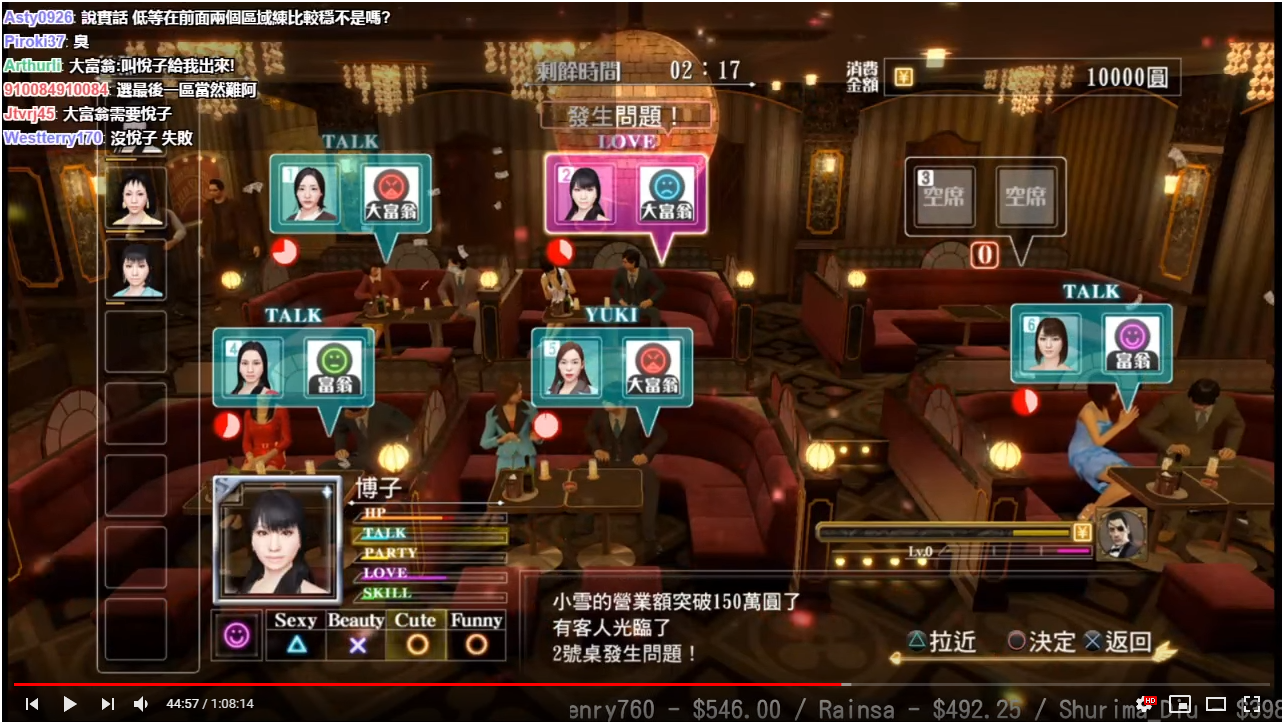 Asty0926: 說實話 低等在前面兩個區域練比較穩不是嗎?
Piroki37: 臭
Arthurli: 大富翁:叫悅子給我出來!
910084910084: 選最後一區當然難阿
Jtvrj45: 大富翁需要悅子
Westterry170: 沒悅子 失敗
剩餘時間 02:17
消費金額 ¥ 10000圓
發生問題!
TALK
1 大富翁
LOVE
2 大富翁
3 空席 空席
0
TALK
4 富翁
YUKI
5 大富翁
TALK
6 富翁
博子
HP
TALK
PARTY
LOVE
SKILL
Sexy Beauty Cute Funny
¥
Lv.0
小雪的營業額突破150萬圓了
有客人光臨了
2號桌發生問題!
拉近 決定 返回
44:57 / 1:08:14
HD
enry760 - $546.00 / Rainsa - $492.25 / Shurima_Diu - $398